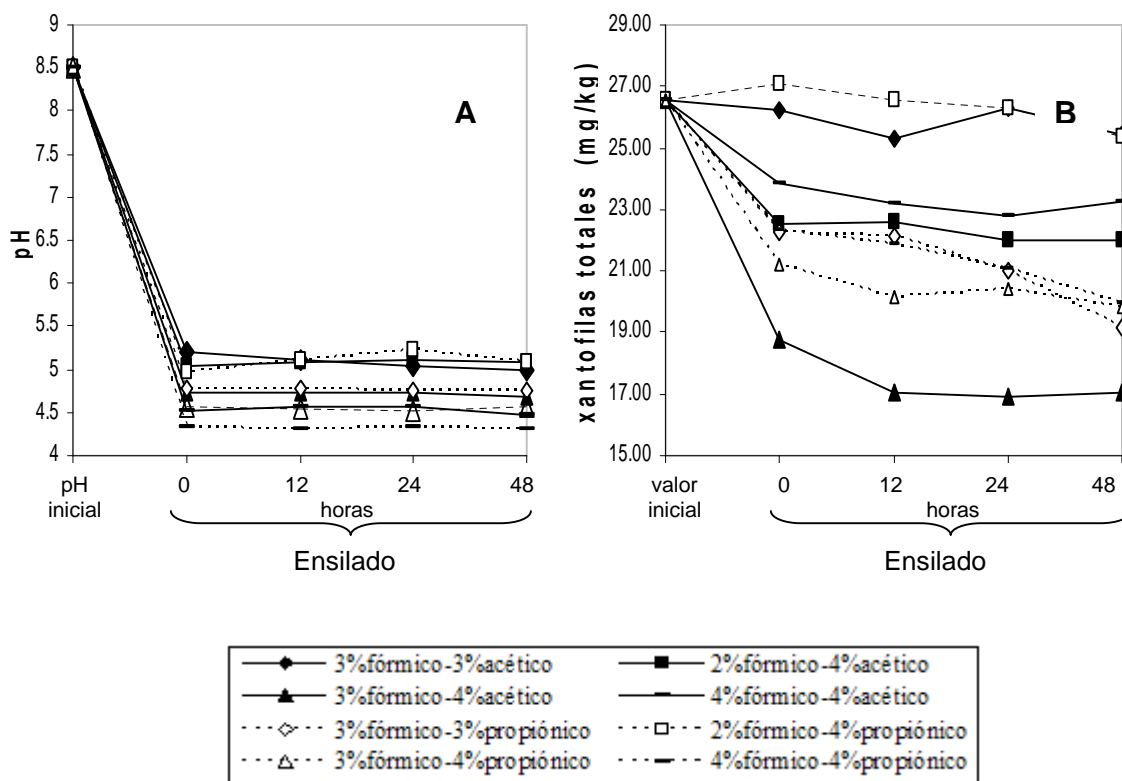 9
8.5
8
7.5
7
6.5
6
5.5
5
4.5
4
pH
A
pH inicial
0
12
24
48
horas
Ensilado
29.00
27.00
25.00
23.00
21.00
19.00
17.00
15.00
xantofilas totales (mg/kg)
B
valor inicial
0
12
24
48
horas
Ensilado
3%fórmico-3%acético
2%fórmico-4%acético
3%fórmico-4%acético
4%fórmico-4%acético
3%fórmico-3%propiónico
2%fórmico-4%propiónico
3%fórmico-4%propiónico
4%fórmico-4%propiónico